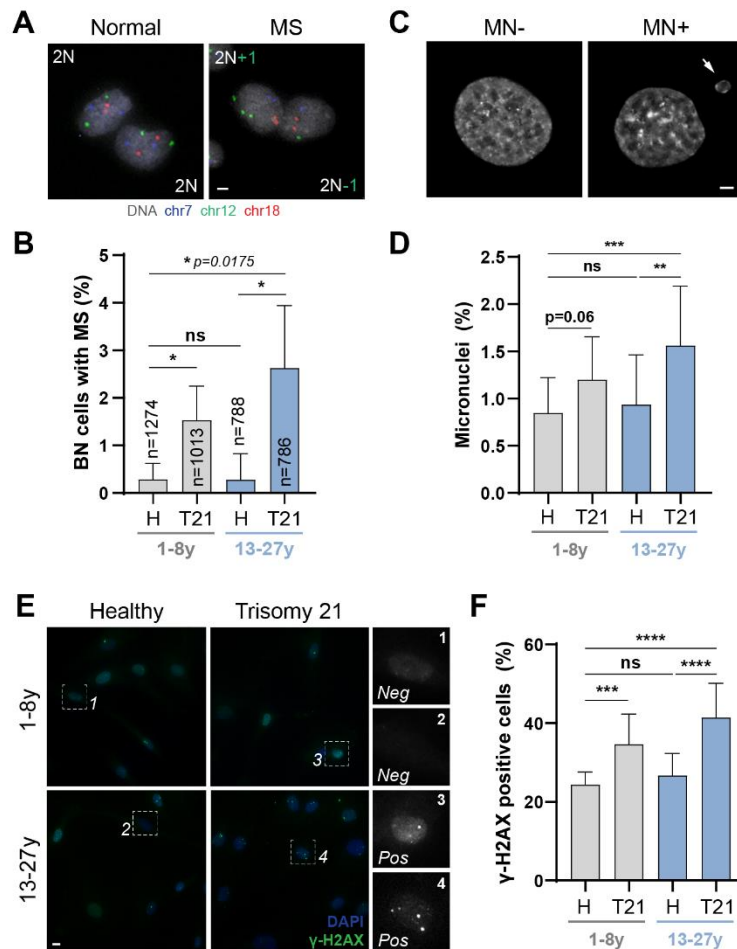 A
Normal
MS
2N
2N
2N+1
2N-1
DNA chr7 chr12 chr18
B
BN cells with MS (%)
5
4
3
2
1
0
* p=0.0175
*
ns
*
n=1274
n=1013
n=788
n=786
H T21 H T21
1-8y 13-27y
C
MN-
MN+
D
Micronuclei (%)
2.5
2.0
1.5
1.0
0.5
0.0
***
ns
**
p=0.06
H T21 H T21
1-8y 13-27y
E
Healthy
Trisomy 21
1-8y
13-27y
1
2
3
4
DAPI
γ-H2AX
1
Neg
2
Neg
3
Pos
4
Pos
F
γ-H2AX positive cells (%)
60
40
20
0
****
ns
****
***
H T21 H T21
1-8y 13-27y